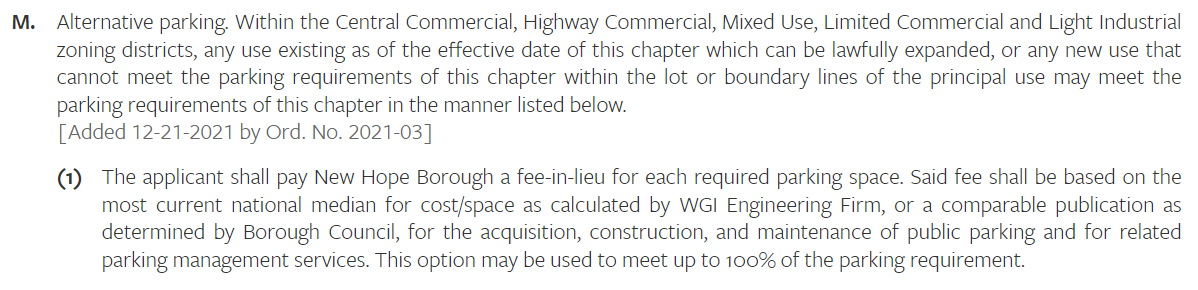 M. Alternative parking. Within the Central Commercial, Highway Commercial, Mixed Use, Limited Commercial and Light Industrial
zoning districts, any use existing as of the effective date of this chapter which can be lawfully expanded, or any new use that
cannot meet the parking requirements of this chapter within the lot or boundary lines of the principal use may meet the
parking requirements of this chapter in the manner listed below.
[Added 12-21-2021 by Ord. No. 2021-03]
(1) The applicant shall pay New Hope Borough a fee-in-lieu for each required parking space. Said fee shall be based on the
most current national median for cost/space as calculated by WGI Engineering Firm, or a comparable publication as
determined by Borough Council, for the acquisition, construction, and maintenance of public parking and for related
parking management services. This option may be used to meet up to 100% of the parking requirement.